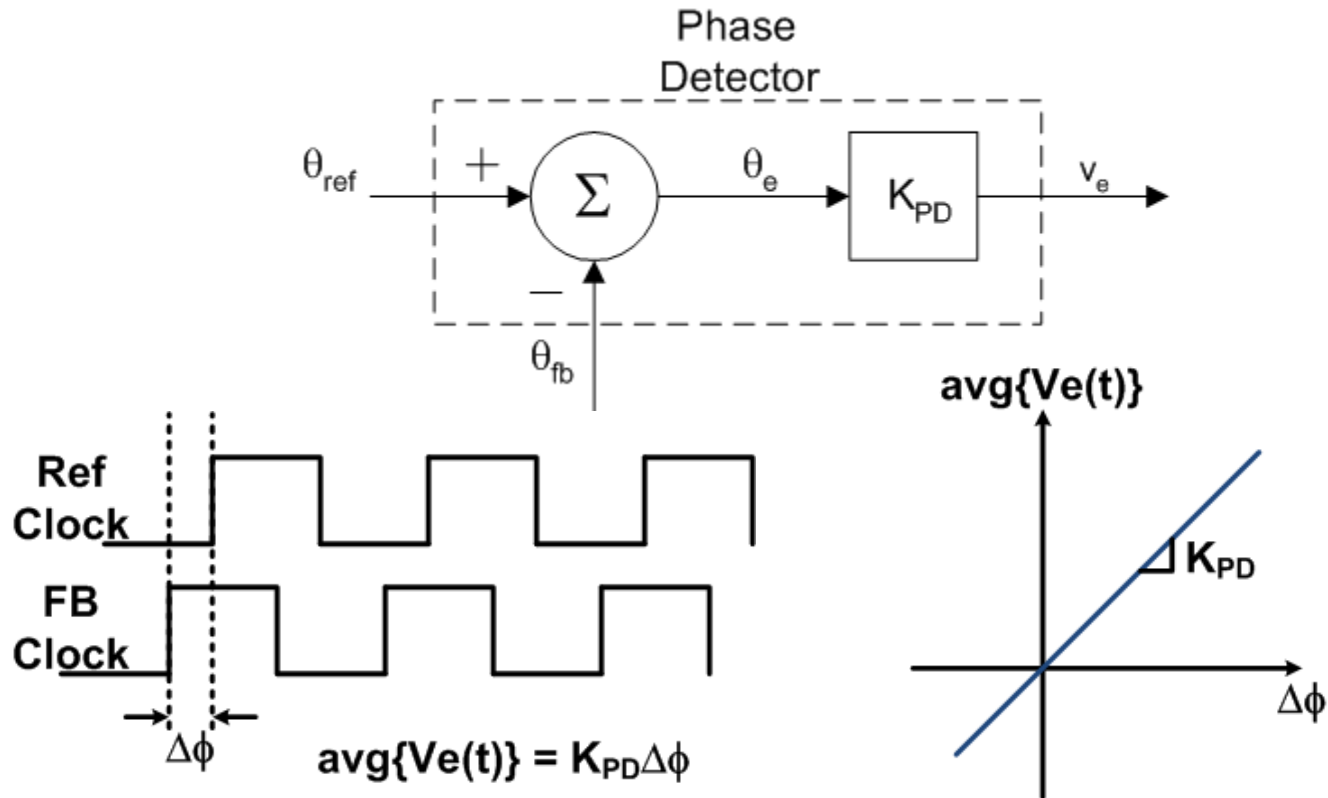 Phase
Detector
θref
+
Σ
θe
KPD
ve
−
θfb
avg{Ve(t)}
Ref
Clock
FB
Clock
KPD
Δϕ
Δϕ
avg{Ve(t)} = KPDΔϕ